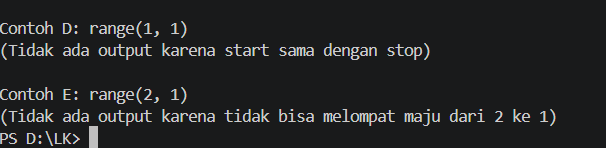 Contoh D: range(1, 1)
(Tidak ada output karena start sama dengan stop)
Contoh E: range(2, 1)
(Tidak ada output karena tidak bisa melompat maju dari 2 ke 1)
PS D:\LK>